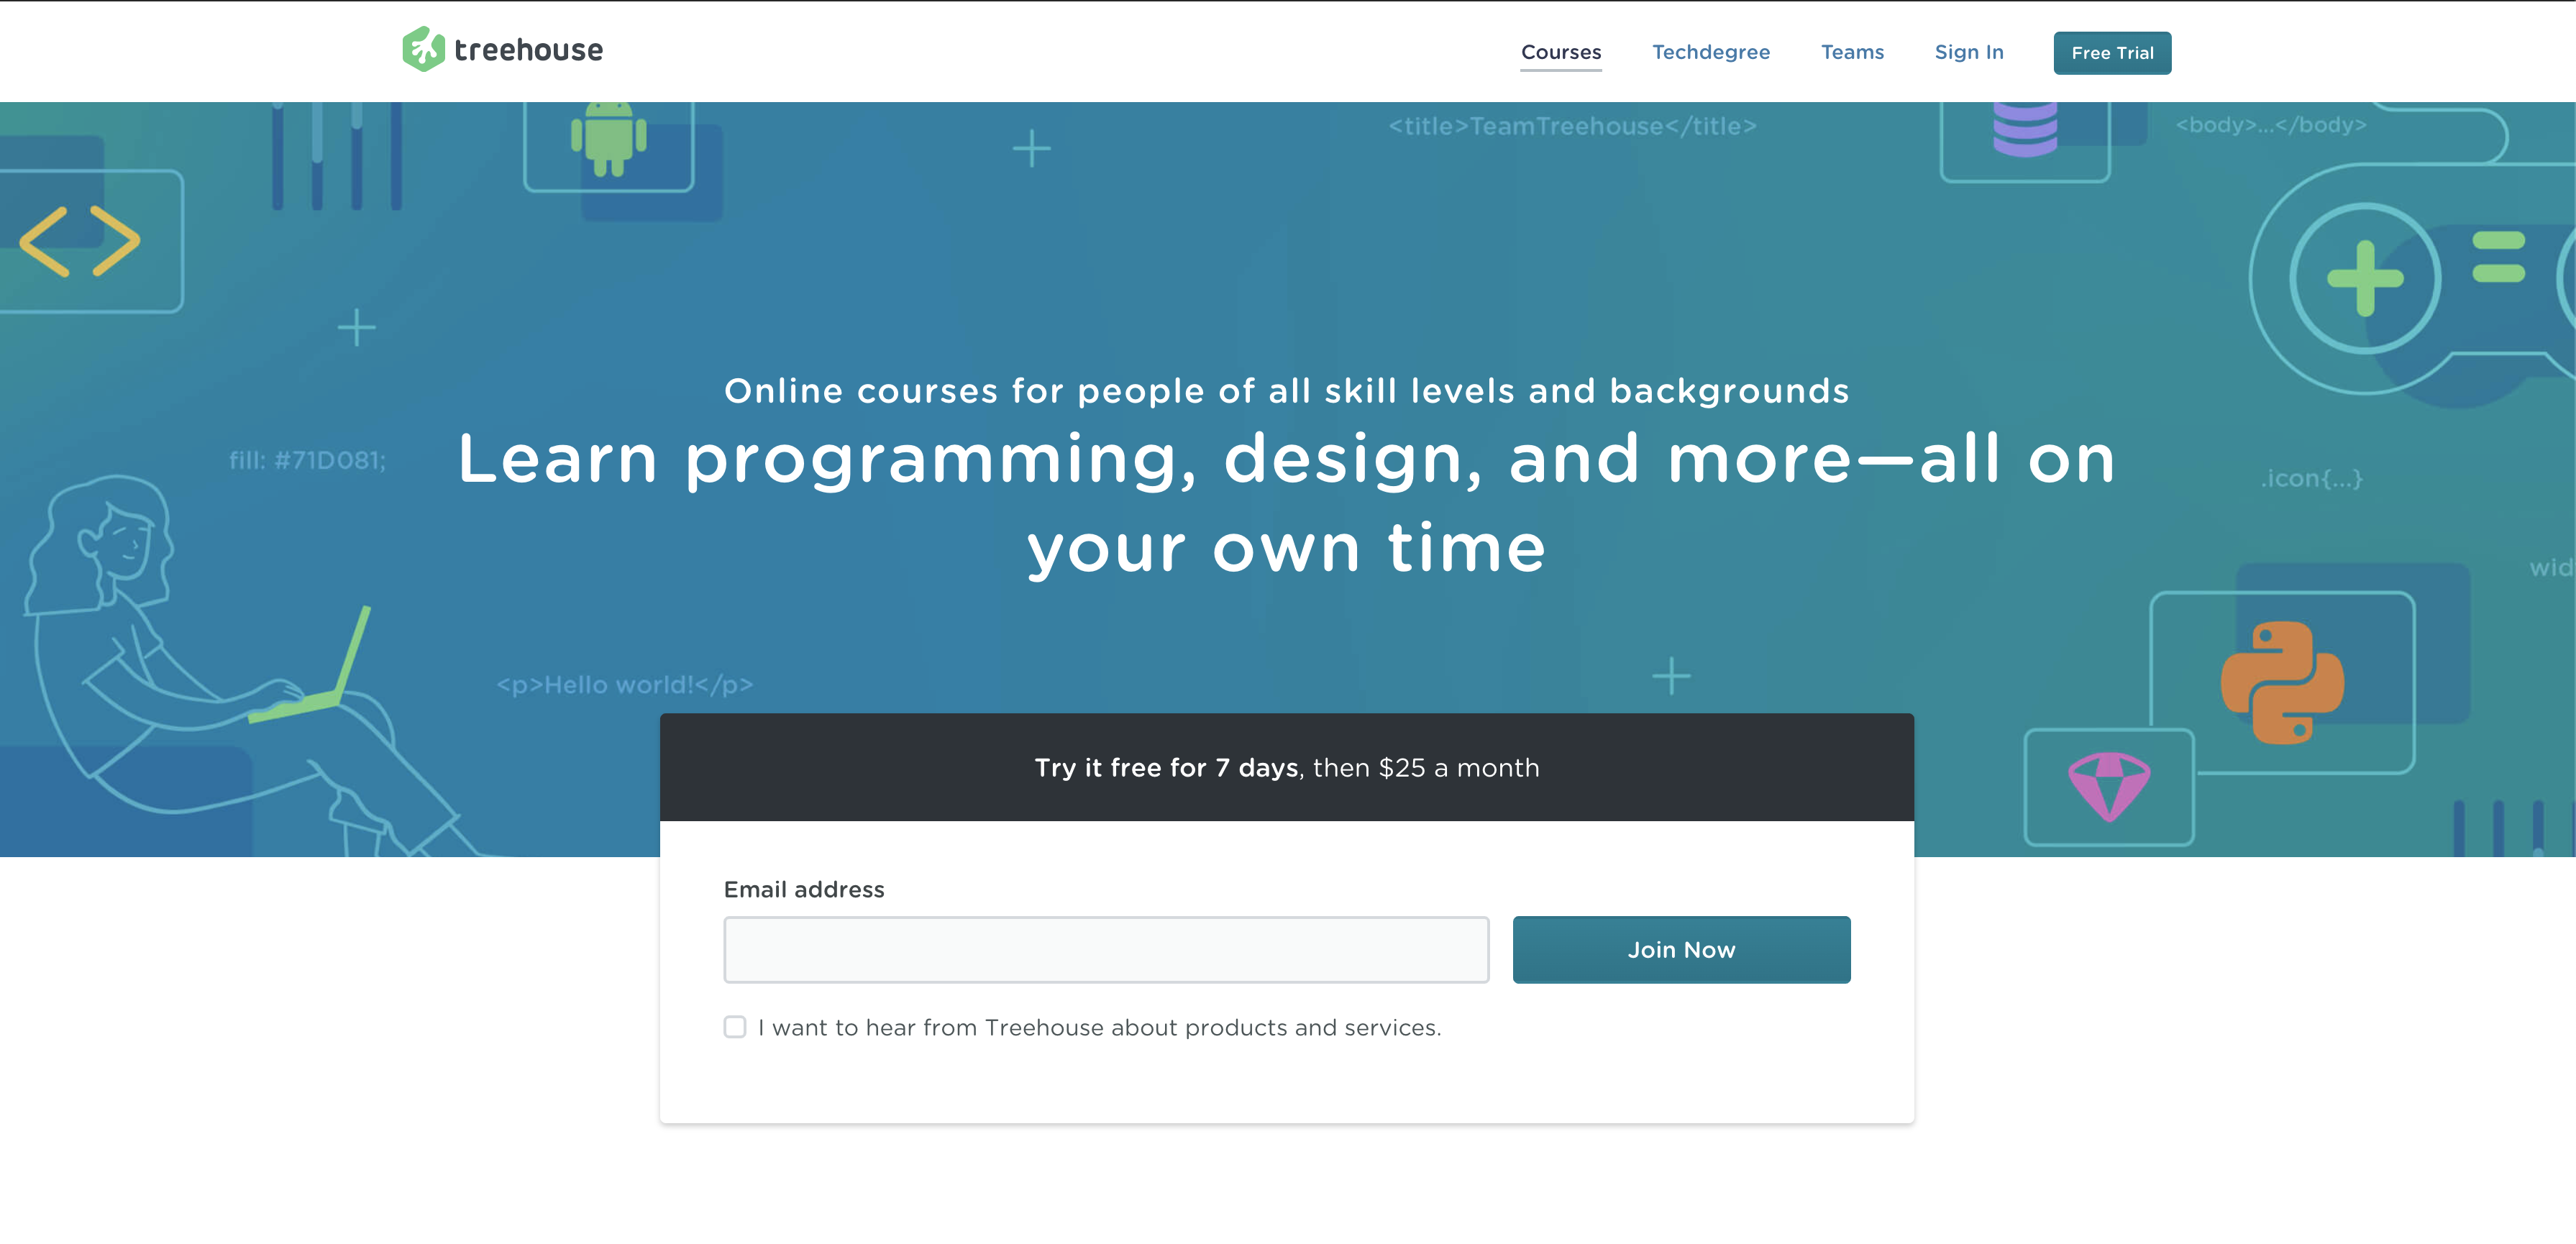 treehouse
Courses Techdegree Teams Sign In Free Trial
<title>TeamTreehouse</title>
<body>...</body>
Online courses for people of all skill levels and backgrounds
Learn programming, design, and more—all on
your own time
fill: #71D081;
.icon{...}
wid
<p>Hello world!</p>
Try it free for 7 days, then $25 a month
Email address
Join Now
I want to hear from Treehouse about products and services.